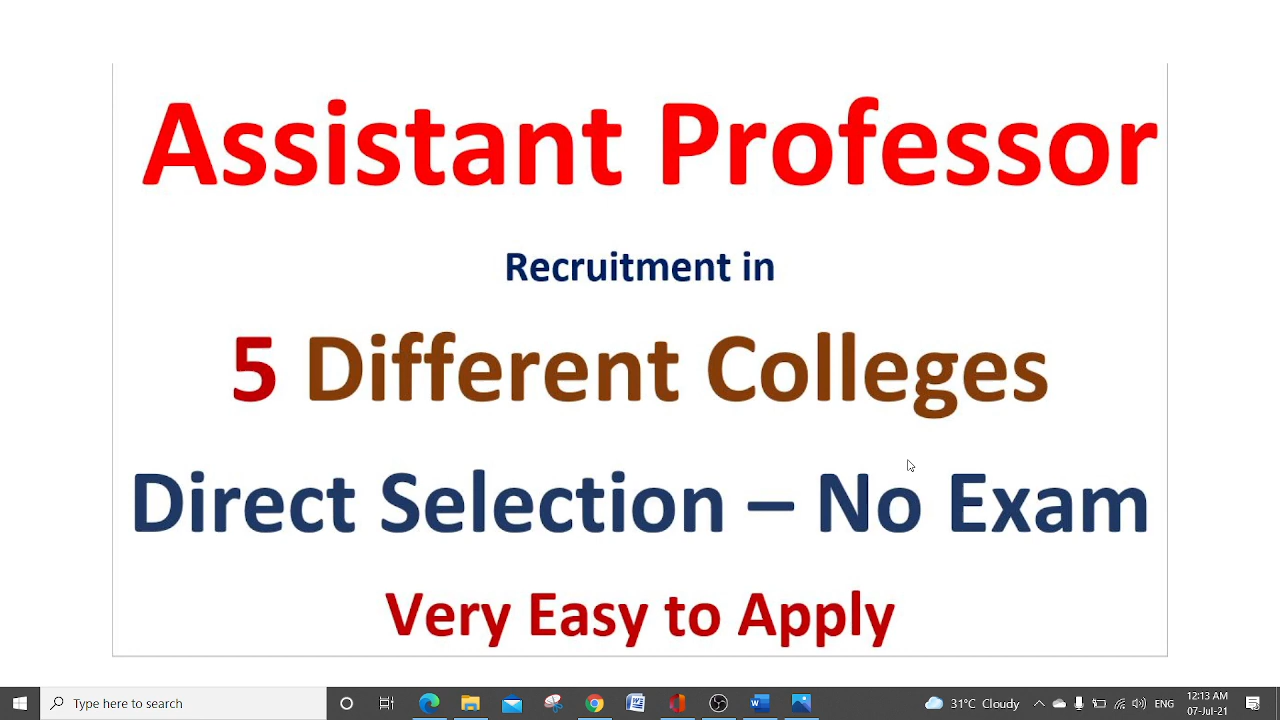 Assistant Professor
Recruitment in
5 Different Colleges
Direct Selection – No Exam
Very Easy to Apply
Type here to search
31°C Cloudy
12:13 AM
07-Jul-21